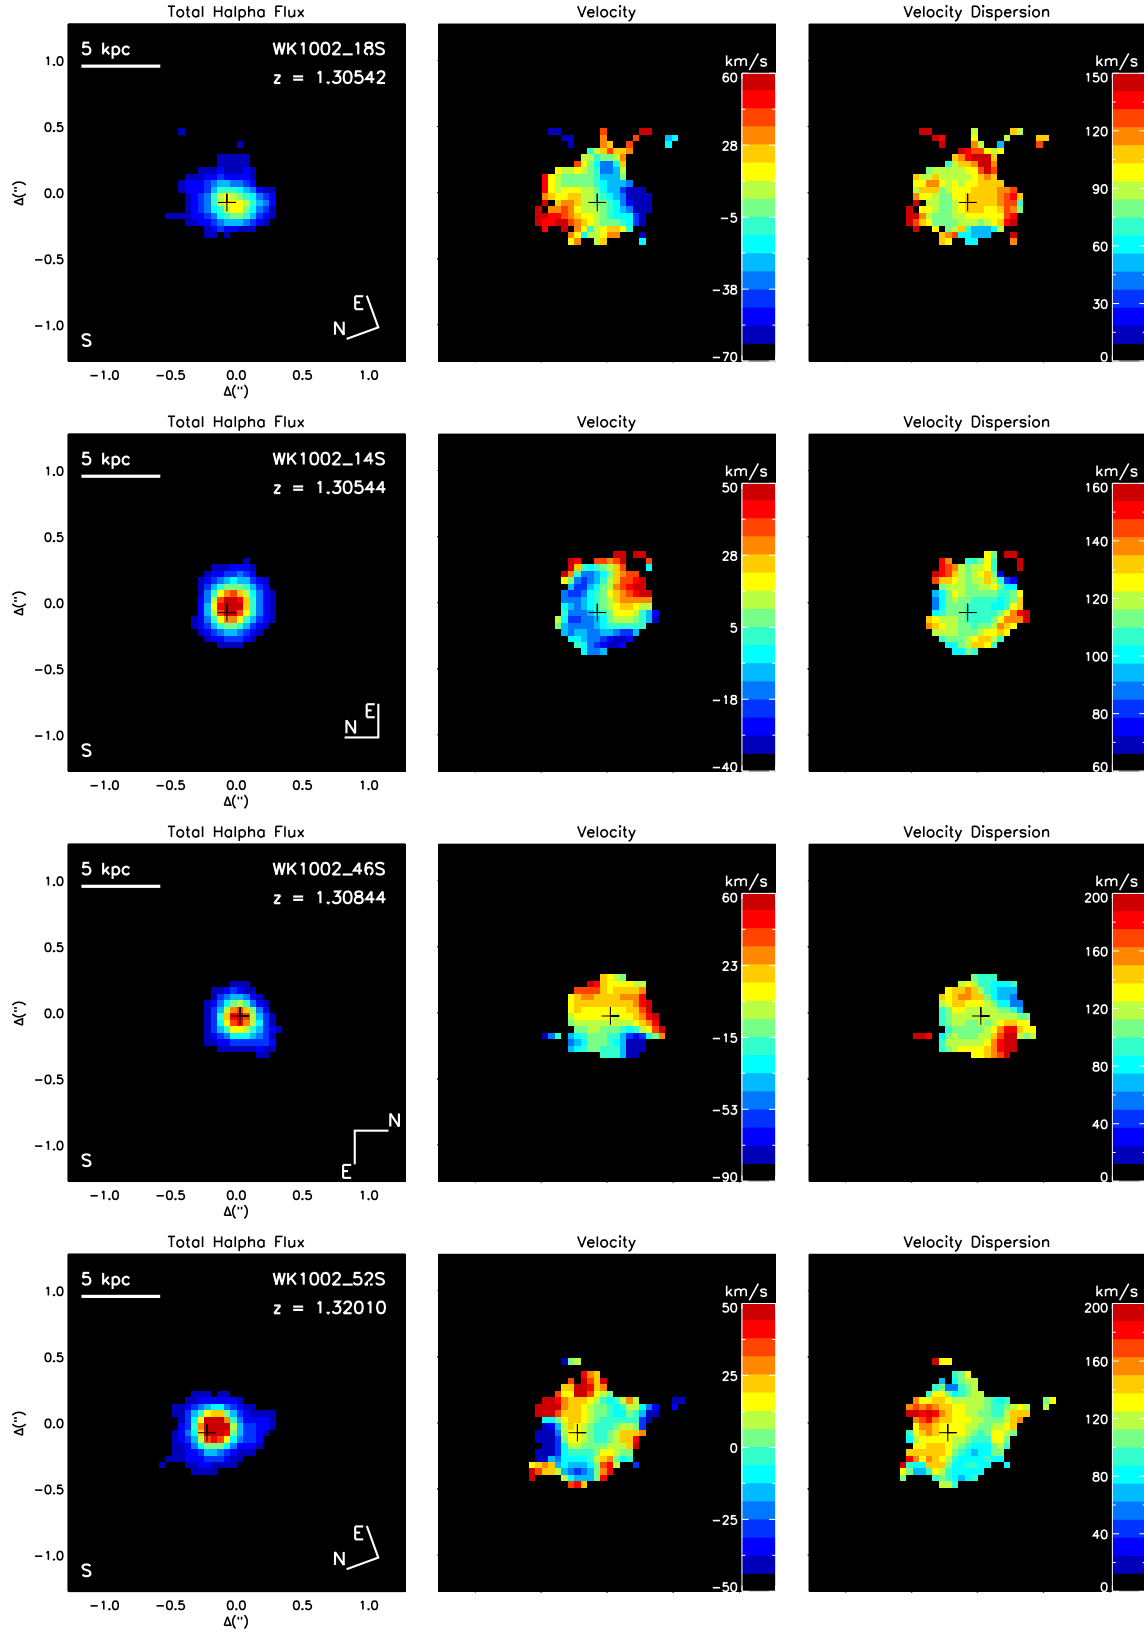 Total Halpha Flux
Velocity
Velocity Dispersion
5 kpc
WK1002_18S
z = 1.30542
km/s
60
28
-5
-38
-70
km/s
150
120
90
60
30
0
1.0
0.5
0.0
-0.5
-1.0
Δ('')
E
N
S
-1.0 -0.5 0.0 0.5 1.0
Δ('')
Total Halpha Flux
Velocity
Velocity Dispersion
5 kpc
WK1002_14S
z = 1.30544
km/s
50
28
5
-18
-40
km/s
160
140
120
100
80
60
1.0
0.5
0.0
-0.5
-1.0
Δ('')
E
N
S
-1.0 -0.5 0.0 0.5 1.0
Δ('')
Total Halpha Flux
Velocity
Velocity Dispersion
5 kpc
WK1002_46S
z = 1.30844
km/s
60
23
-15
-53
-90
km/s
200
160
120
80
40
0
1.0
0.5
0.0
-0.5
-1.0
Δ('')
N
E
S
-1.0 -0.5 0.0 0.5 1.0
Δ('')
Total Halpha Flux
Velocity
Velocity Dispersion
5 kpc
WK1002_52S
z = 1.32010
km/s
50
25
0
-25
-50
km/s
200
160
120
80
40
0
1.0
0.5
0.0
-0.5
-1.0
Δ('')
E
N
S
-1.0 -0.5 0.0 0.5 1.0
Δ('')